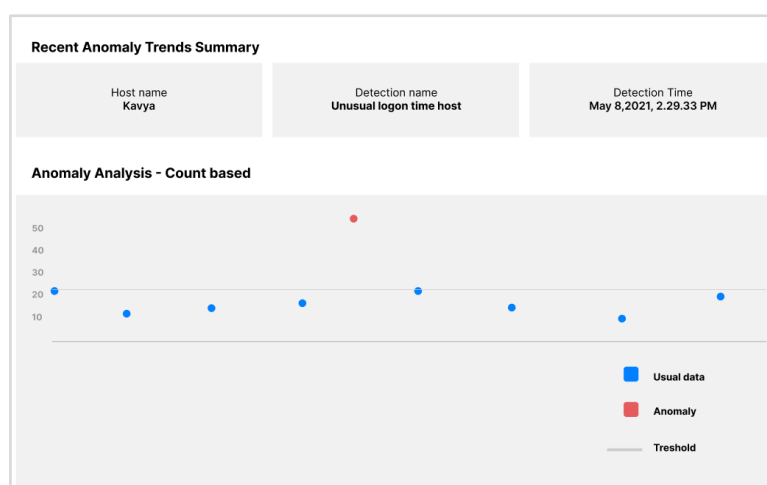 Recent Anomaly Trends Summary
Host name
Kavya
Detection name
Unusual logon time host
Detection Time
May 8,2021, 2.29.33 PM
Anomaly Analysis - Count based
50
40
30
20
10
Usual data
Anomaly
Treshold